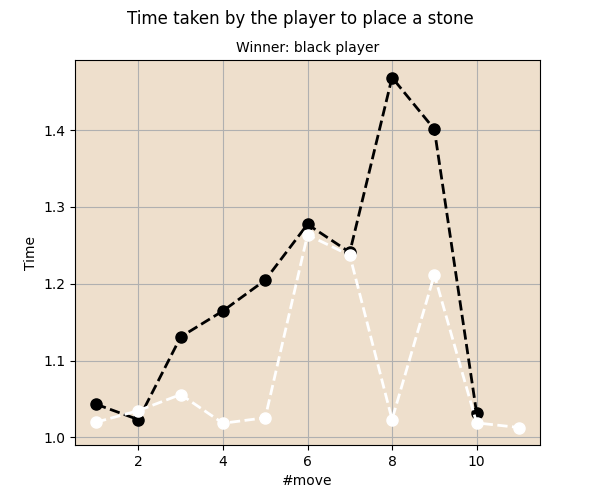 Time taken by the player to place a stone
Winner: black player
1.4
1.3
1.2
1.1
1.0
Time
2 4 6 8 10
#move